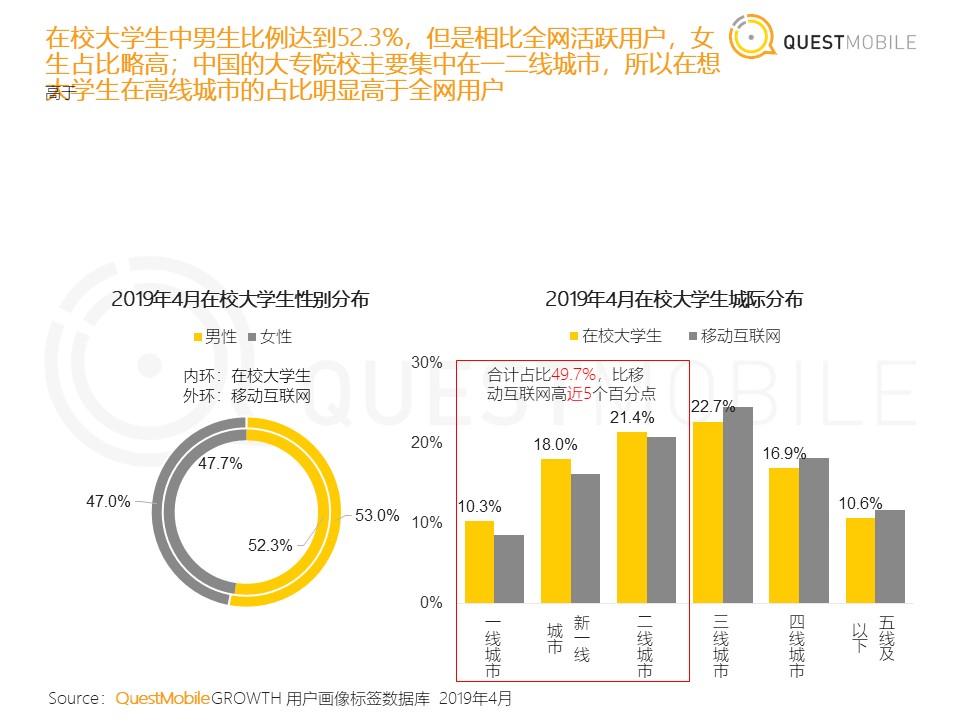 在校大学生中男生比例达到52.3%，但是相比全网活跃用户，女
生占比略高；中国的大专院校主要集中在一二线城市，所以在想
大学生在高线城市的占比明显高于全网用户
高于
QUESTMOBILE
2019年4月在校大学生性别分布
男性 女性
内环：在校大学生
外环：移动互联网
47.7%
47.0%
53.0%
52.3%
2019年4月在校大学生城际分布
在校大学生 移动互联网
30%
20%
10%
0%
合计占比49.7%，比移
动互联网高近5个百分点
10.3%
18.0%
21.4%
22.7%
16.9%
10.6%
一线城市
新一线
城市
二线城市
三线城市
四线城市
五线及
以下
QUESTMOBILE
Source：QuestMobileGROWTH 用户画像标签数据库 2019年4月